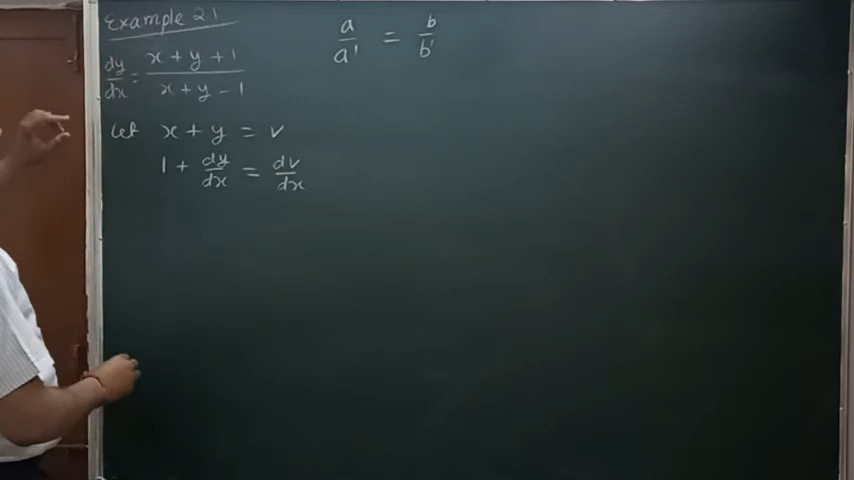 Example 21
dy/dx = (x + y + 1)/(x + y - 1)
a/a' = b/b'
Let x + y = v
1 + dy/dx = dv/dx